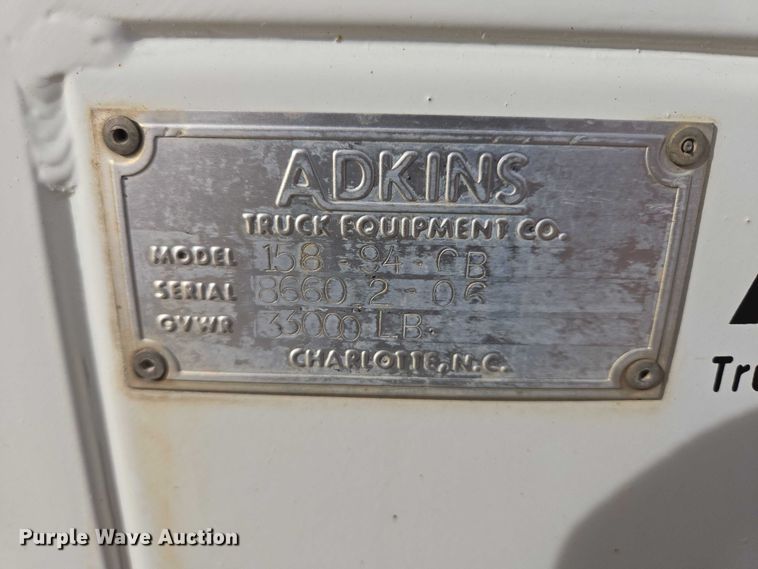 ADKINS
TRUCK EQUIPMENT CO.
MODEL 158-94-CB
SERIAL 8660 2-06
GVWR 33000 LB.
CHARLOTTE, N.C.
Tru
Purple Wave Auction